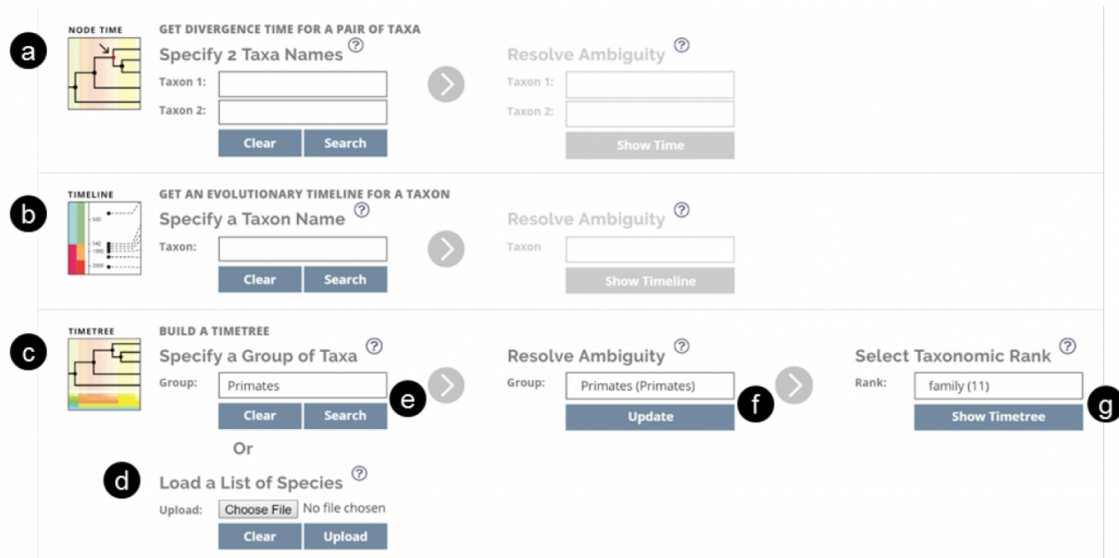 a
NODE TIME
GET DIVERGENCE TIME FOR A PAIR OF TAXA
Specify 2 Taxa Names ?
Taxon 1:
Taxon 2:
Clear Search
Resolve Ambiguity ?
Taxon 1:
Taxon 2:
Show Time
b
TIMELINE
GET AN EVOLUTIONARY TIMELINE FOR A TAXON
Specify a Taxon Name ?
Taxon:
Clear Search
Resolve Ambiguity ?
Taxon
Show Timeline
c
TIMETREE
BUILD A TIMETREE
Specify a Group of Taxa ?
Group: Primates
e
Clear Search
Resolve Ambiguity ?
Group: Primates (Primates)
f
Update
Select Taxonomic Rank ?
Rank: family (11)
g
Show Timetree
Or
d
Load a List of Species ?
Upload: Choose File No file chosen
Clear Upload